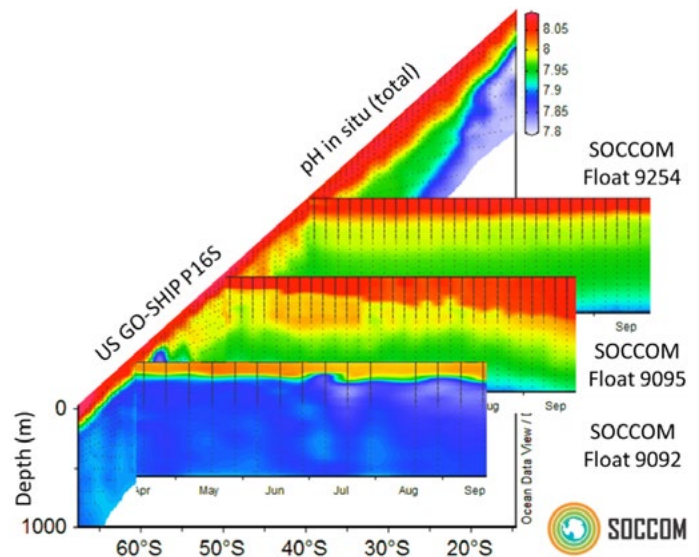 8.05
8
7.95
7.9
7.85
7.8
pH in situ (total)
SOCCOM
Float 9254
US GO-SHIP P16S
Sep
SOCCOM
Float 9095
Sep
0
Depth (m)
1000
SOCCOM
Float 9092
May
Jun
Jul
Aug
Sep
Ocean Data View
60°S
50°S
40°S
30°S
20°S
SOCCOM